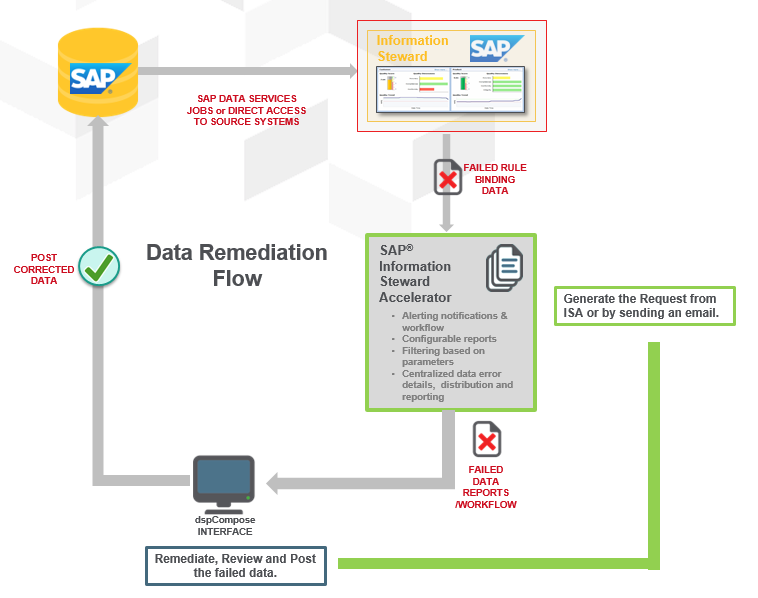 SAP
Information
Steward
SAP
SAP DATA SERVICES
JOBS or DIRECT ACCESS
TO SOURCE SYSTEMS
FAILED RULE
BINDING
DATA
POST
CORRECTED
DATA
Data Remediation
Flow
SAP®
Information
Steward
Accelerator
• Alerting notifications &
workflow
• Configurable reports
• Filtering based on
parameters
• Centralized data error
details, distribution and
reporting
Generate the Request from
ISA or by sending an email.
FAILED
DATA
REPORTS
/WORKFLOW
dspCompose
INTERFACE
Remediate, Review and Post
the failed data.